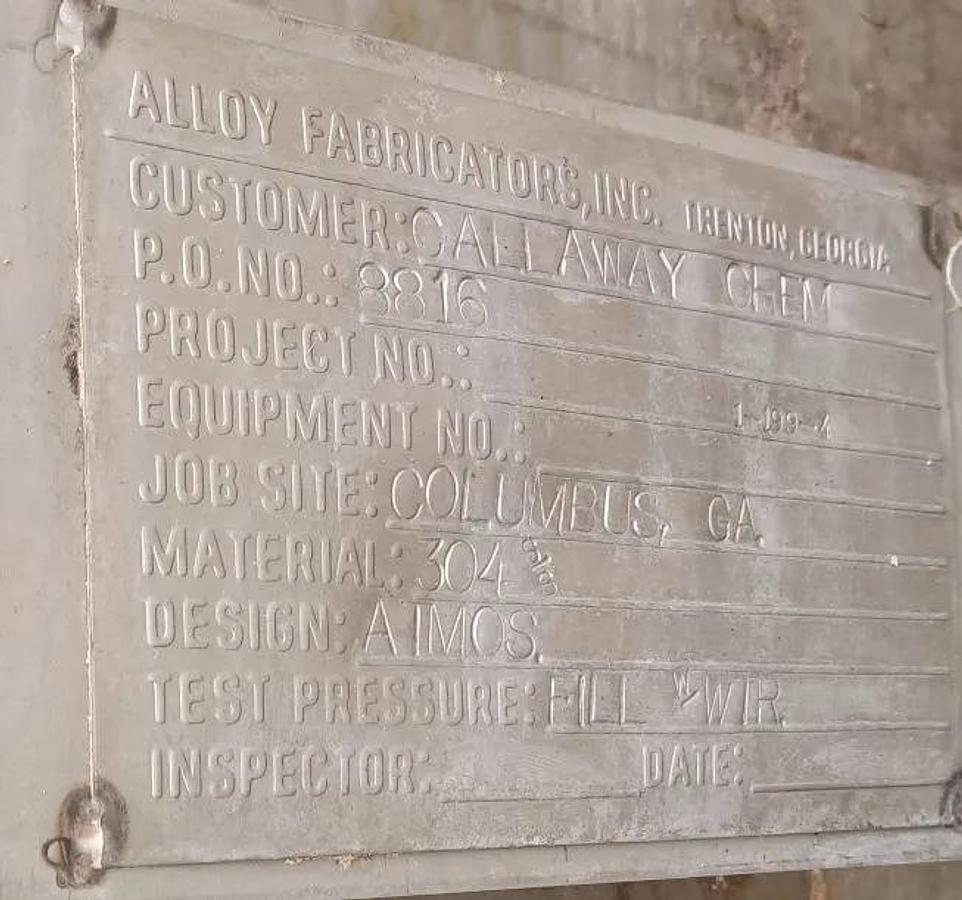 ALLOY FABRICATORS, INC. TRENTON, GEORGIA
CUSTOMER: CALLAWAY CHEM
P.O. NO.: 8816
PROJECT NO.:
EQUIPMENT NO.: 1-J99-4
JOB SITE: COLUMBUS, GA.
MATERIAL: 304
DESIGN: ATMOS.
TEST PRESSURE: FILL W/WTR.
INSPECTOR: DATE: